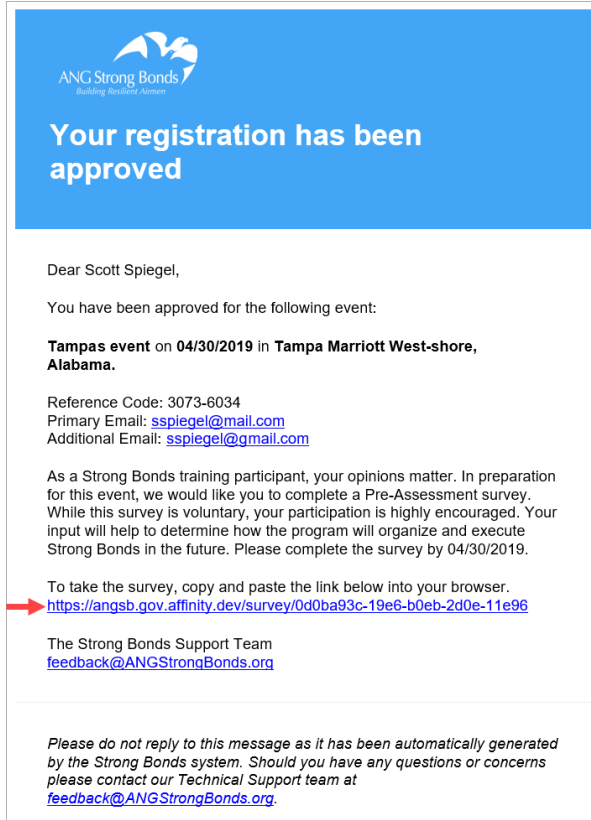 ANG Strong Bonds
Building Resilient Airmen
Your registration has been
approved
Dear Scott Spiegel,
You have been approved for the following event:
Tampas event on 04/30/2019 in Tampa Marriott West-shore,
Alabama.
Reference Code: 3073-6034
Primary Email: sspiegel@mail.com
Additional Email: sspiegel@gmail.com
As a Strong Bonds training participant, your opinions matter. In preparation
for this event, we would like you to complete a Pre-Assessment survey.
While this survey is voluntary, your participation is highly encouraged. Your
input will help to determine how the program will organize and execute
Strong Bonds in the future. Please complete the survey by 04/30/2019.
To take the survey, copy and paste the link below into your browser.
https://angsb.gov.affinity.dev/survey/0d0ba93c-19e6-b0eb-2d0e-11e96
The Strong Bonds Support Team
feedback@ANGStrongBonds.org
Please do not reply to this message as it has been automatically generated
by the Strong Bonds system. Should you have any questions or concerns
please contact our Technical Support team at
feedback@ANGStrongBonds.org.